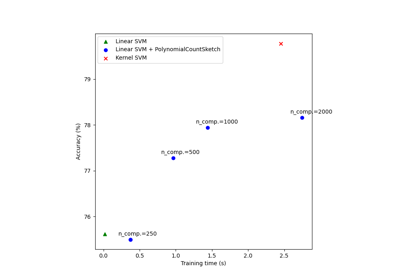 Linear SVM
Linear SVM + PolynomialCountSketch
Kernel SVM
79
n_comp.=2000
n_comp.=1000
78
n_comp.=500
77
n_comp.=250
76
Accuracy (%)
0.0 0.5 1.0 1.5 2.0 2.5
Training time (s)